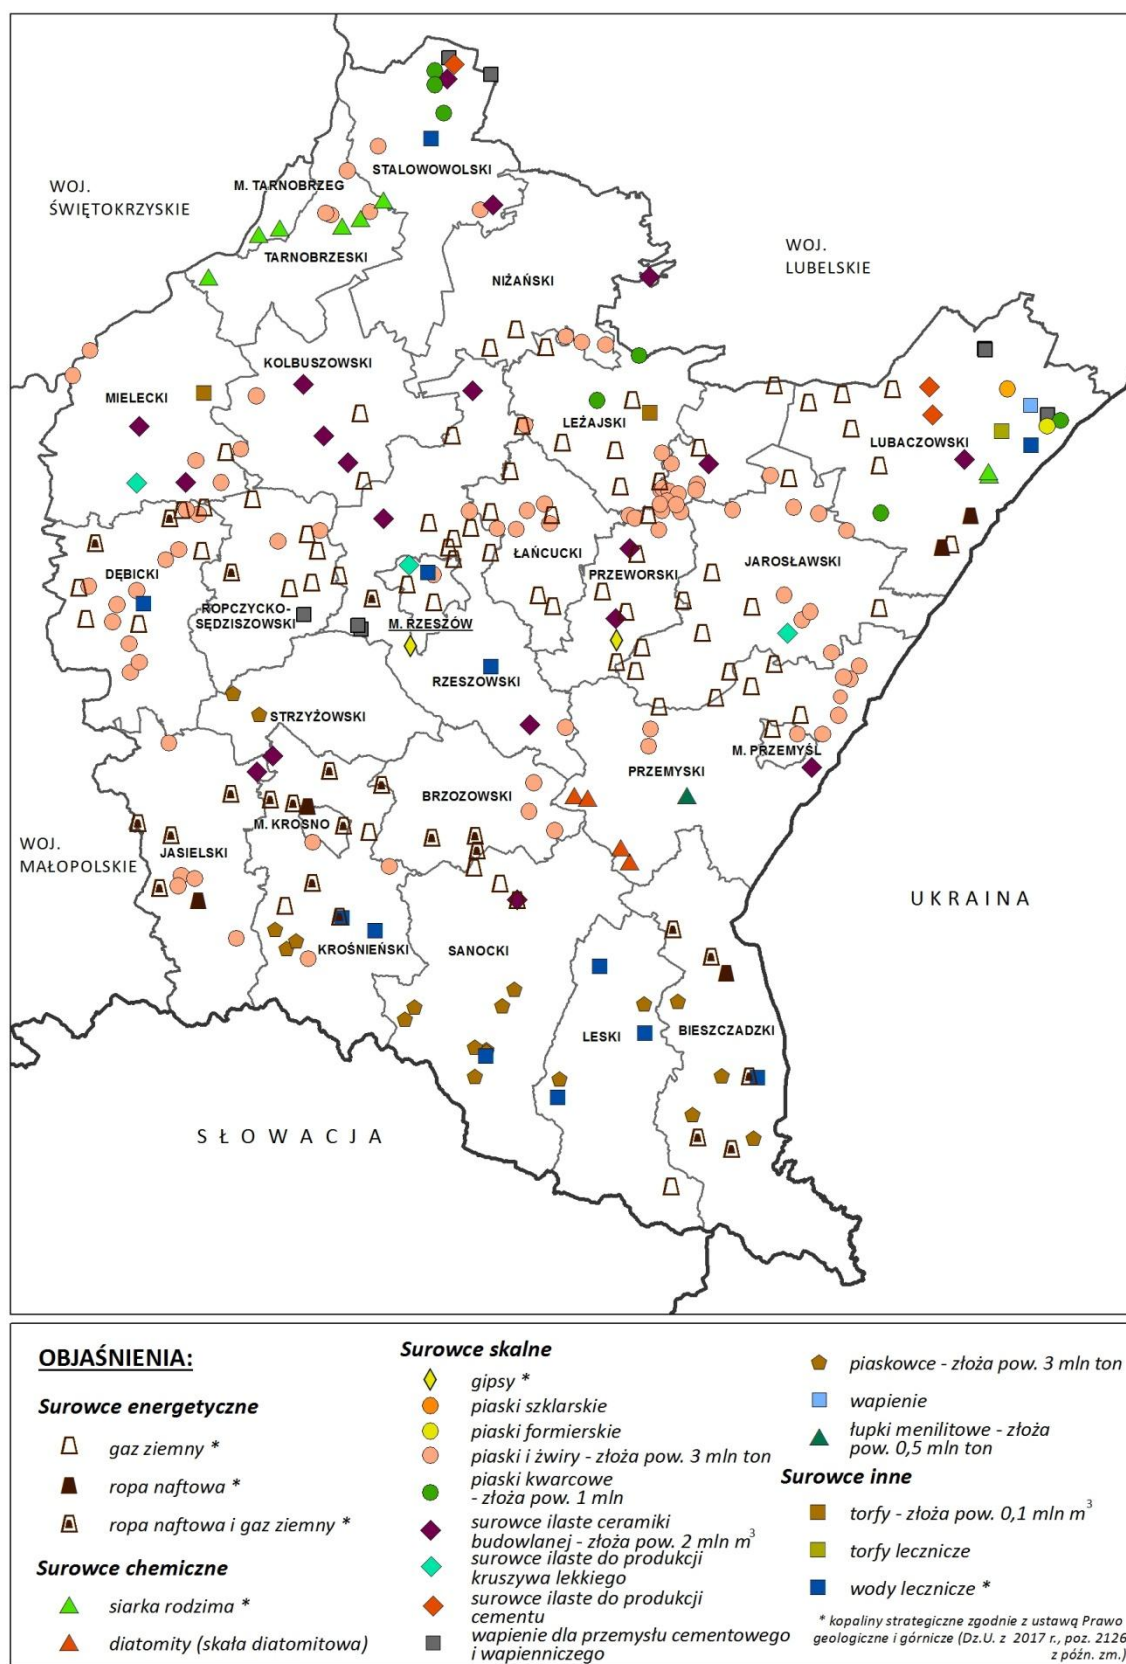 WOJ.
ŚWIĘTOKRZYSKIE
M. TARNOBRZEG
STALOWOWOLSKI
TARNOBRZESKI
WOJ.
LUBELSKIE
NIŻAŃSKI
KOLBUSZOWSKI
MIELECKI
LEŻAJSKI
LUBACZOWSKI
ŁAŃCUCKI
JAROSŁAWSKI
DĘBICKI
PRZEWORSKI
ROPCZYCKO-
SĘDZISZOWSKI
M. RZESZÓW
RZESZOWSKI
STRZYŻOWSKI
M. PRZEMYŚL
PRZEMYSKI
BRZOZOWSKI
M. KROSNO
WOJ.
MAŁOPOLSKIE
JASIELSKI
UKRAINA
KROŚNIEŃSKI
SANOCKI
LESKI
BIESZCZADZKI
SŁOWACJA
OBJAŚNIENIA:
Surowce energetyczne
gaz ziemny *
ropa naftowa *
ropa naftowa i gaz ziemny *
Surowce chemiczne
siarka rodzima *
diatomity (skała diatomitowa)
Surowce skalne
gipsy *
piaski szklarskie
piaski formierskie
piaski i żwiry - złoża pow. 3 mln ton
piaski kwarcowe
- złoża pow. 1 mln
surowce ilaste ceramiki
budowlanej - złoża pow. 2 mln m³
surowce ilaste do produkcji
kruszywa lekkiego
surowce ilaste do produkcji
cementu
wapienie dla przemysłu cementowego
i wapienniczego
piaskowce - złoża pow. 3 mln ton
wapienie
łupki menilitowe - złoża
pow. 0,5 mln ton
Surowce inne
torfy - złoża pow. 0,1 mln m³
torfy lecznicze
wody lecznicze *
* kopaliny strategiczne zgodnie z ustawą Prawo
geologiczne i górnicze (Dz.U. z 2017 r., poz. 2126
z późn. zm.)